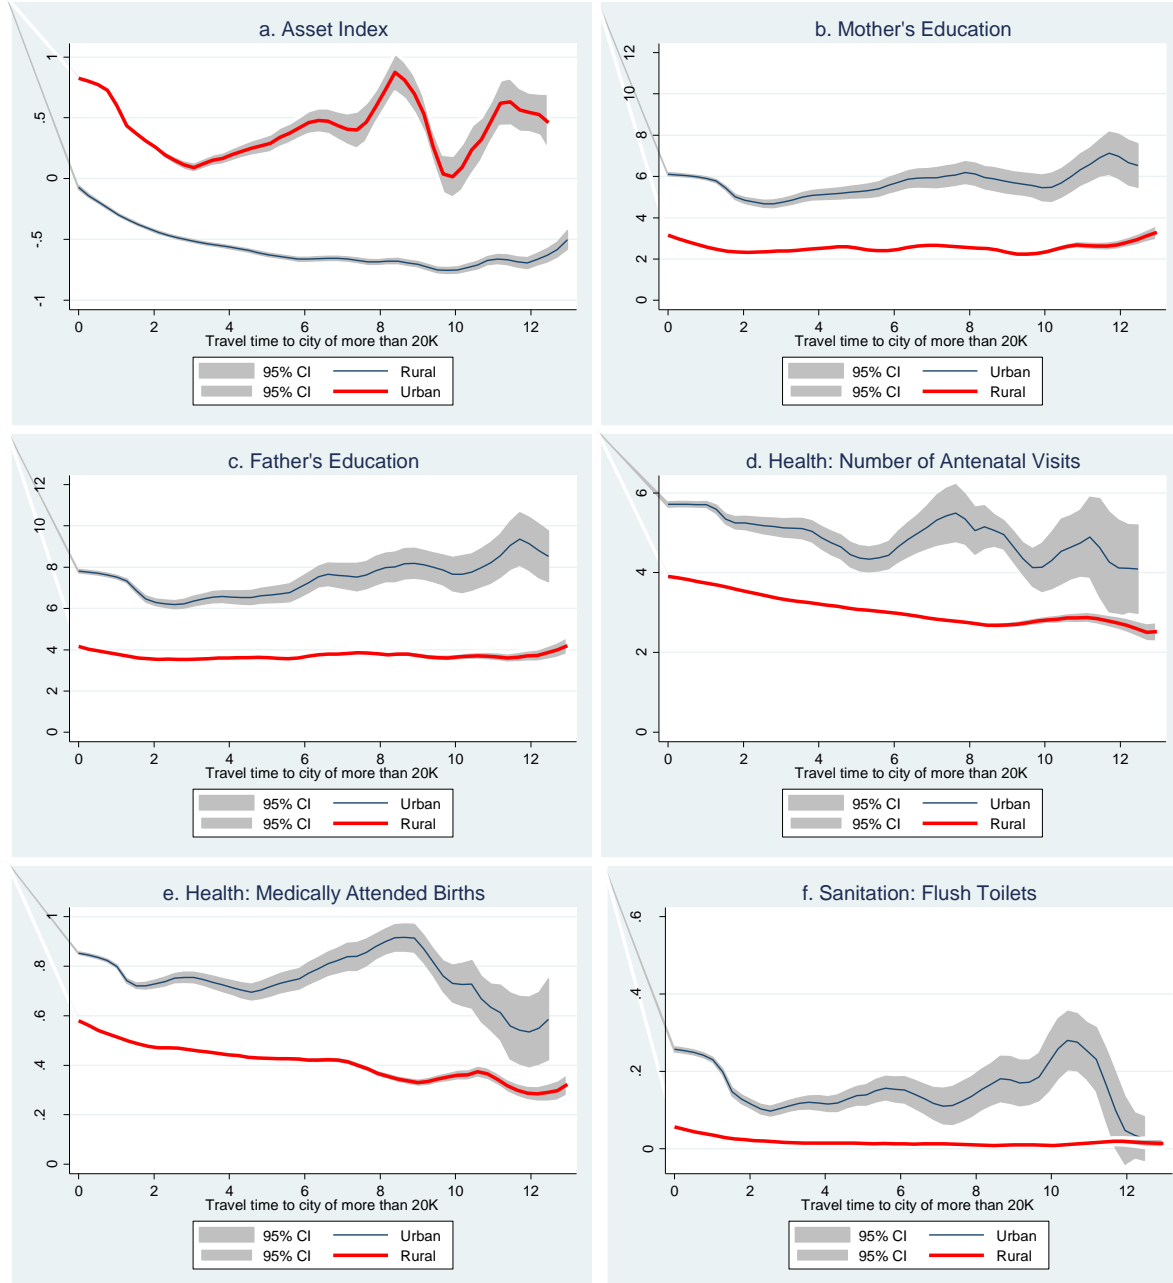 a. Asset Index
1
.5
0
-.5
-1
0 2 4 6 8 10 12
Travel time to city of more than 20K
95% CI Rural
95% CI Urban
b. Mother's Education
12
10
8
6
4
2
0
0 2 4 6 8 10 12
Travel time to city of more than 20K
95% CI Urban
95% CI Rural
c. Father's Education
12
10
8
6
4
2
0
0 2 4 6 8 10 12
Travel time to city of more than 20K
95% CI Urban
95% CI Rural
d. Health: Number of Antenatal Visits
6
4
2
0
0 2 4 6 8 10 12
Travel time to city of more than 20K
95% CI Urban
95% CI Rural
e. Health: Medically Attended Births
1
.8
.6
.4
.2
0
0 2 4 6 8 10 12
Travel time to city of more than 20K
95% CI Urban
95% CI Rural
f. Sanitation: Flush Toilets
.6
.4
.2
0
0 2 4 6 8 10 12
Travel time to city of more than 20K
95% CI Urban
95% CI Rural